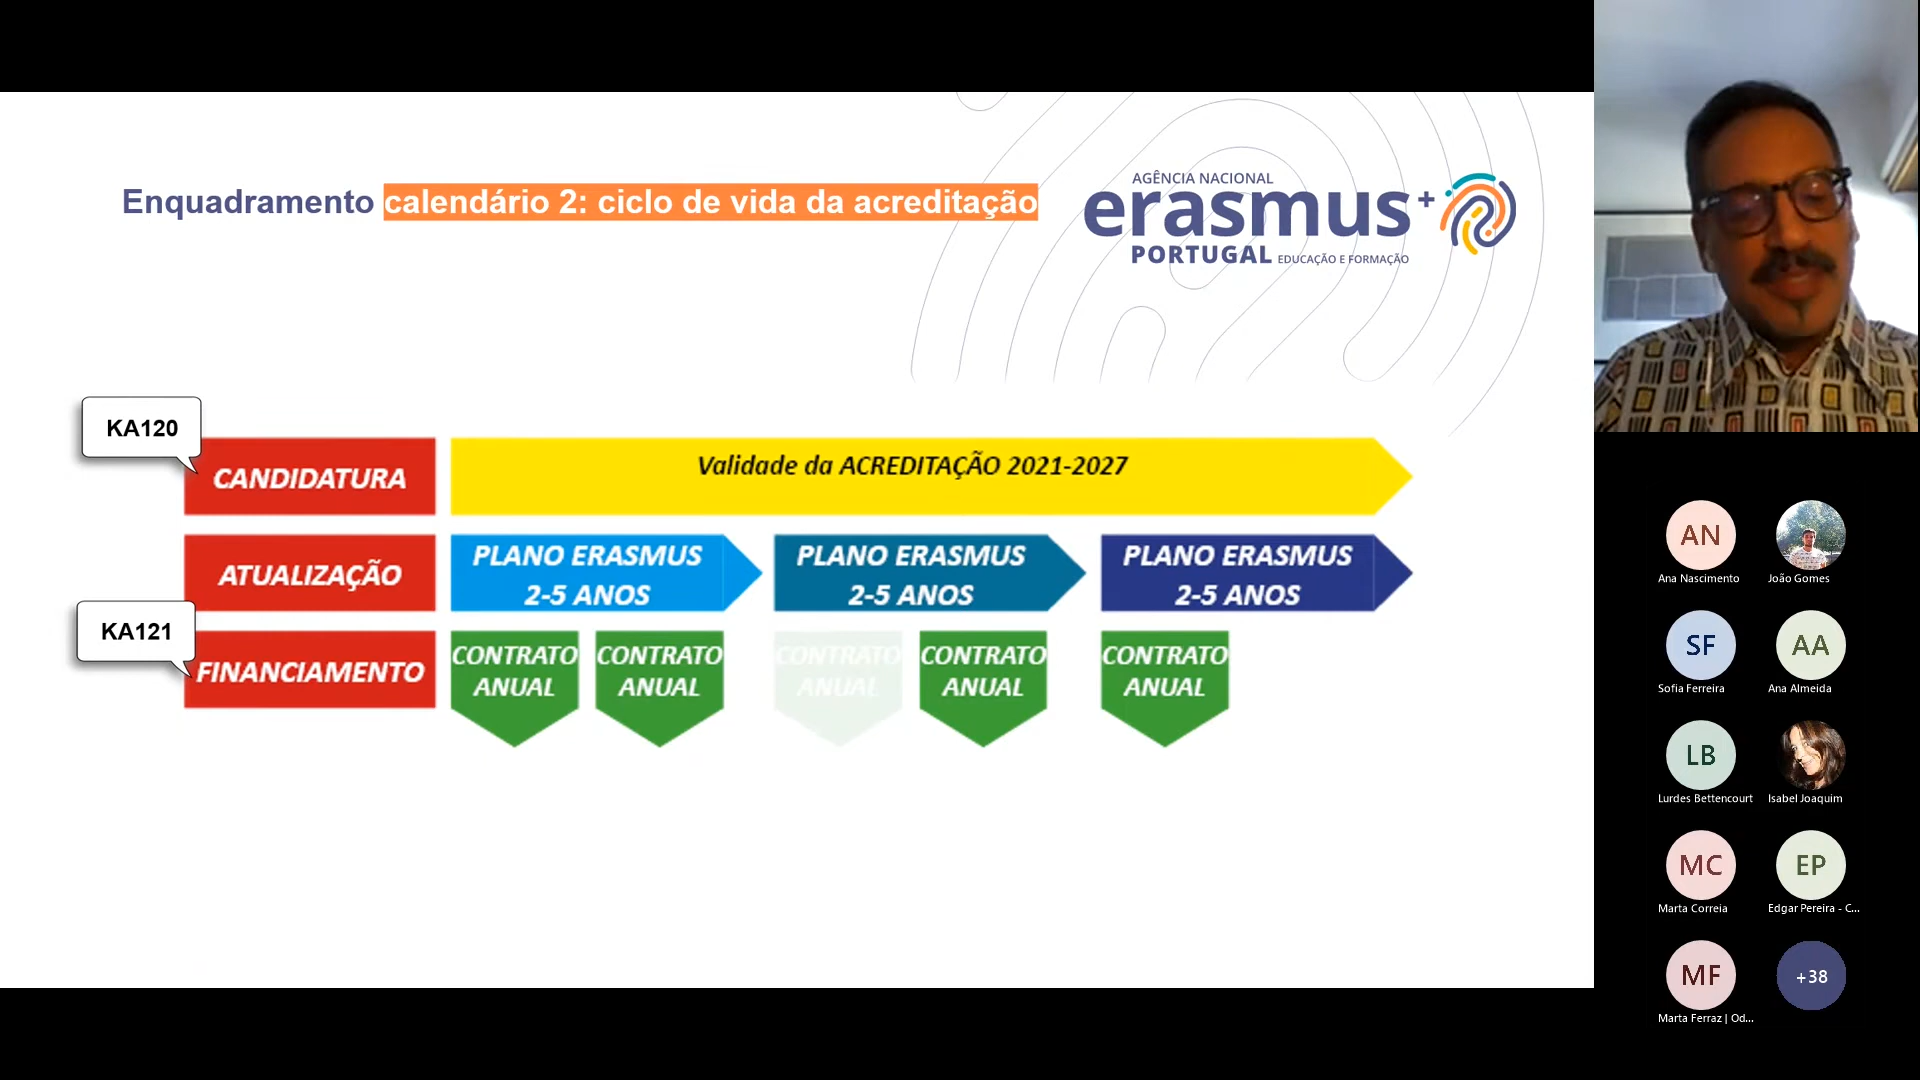 Enquadramento calendário 2: ciclo de vida da acreditação
AGÊNCIA NACIONAL
erasmus+
PORTUGAL EDUCAÇÃO E FORMAÇÃO
KA120
CANDIDATURA
Validade da ACREDITAÇÃO 2021-2027
ATUALIZAÇÃO
PLANO ERASMUS
2-5 ANOS
PLANO ERASMUS
2-5 ANOS
PLANO ERASMUS
2-5 ANOS
KA121
FINANCIAMENTO
CONTRATO
ANUAL
CONTRATO
ANUAL
CONTRATO
ANUAL
CONTRATO
ANUAL
CONTRATO
ANUAL
AN
Ana Nascimento
João Gomes
SF
Sofia Ferreira
AA
Ana Almeida
LB
Lurdes Bettencourt
Isabel Joaquim
MC
Marta Correia
EP
Edgar Pereira - C...
MF
Marta Ferraz | Od...
+38